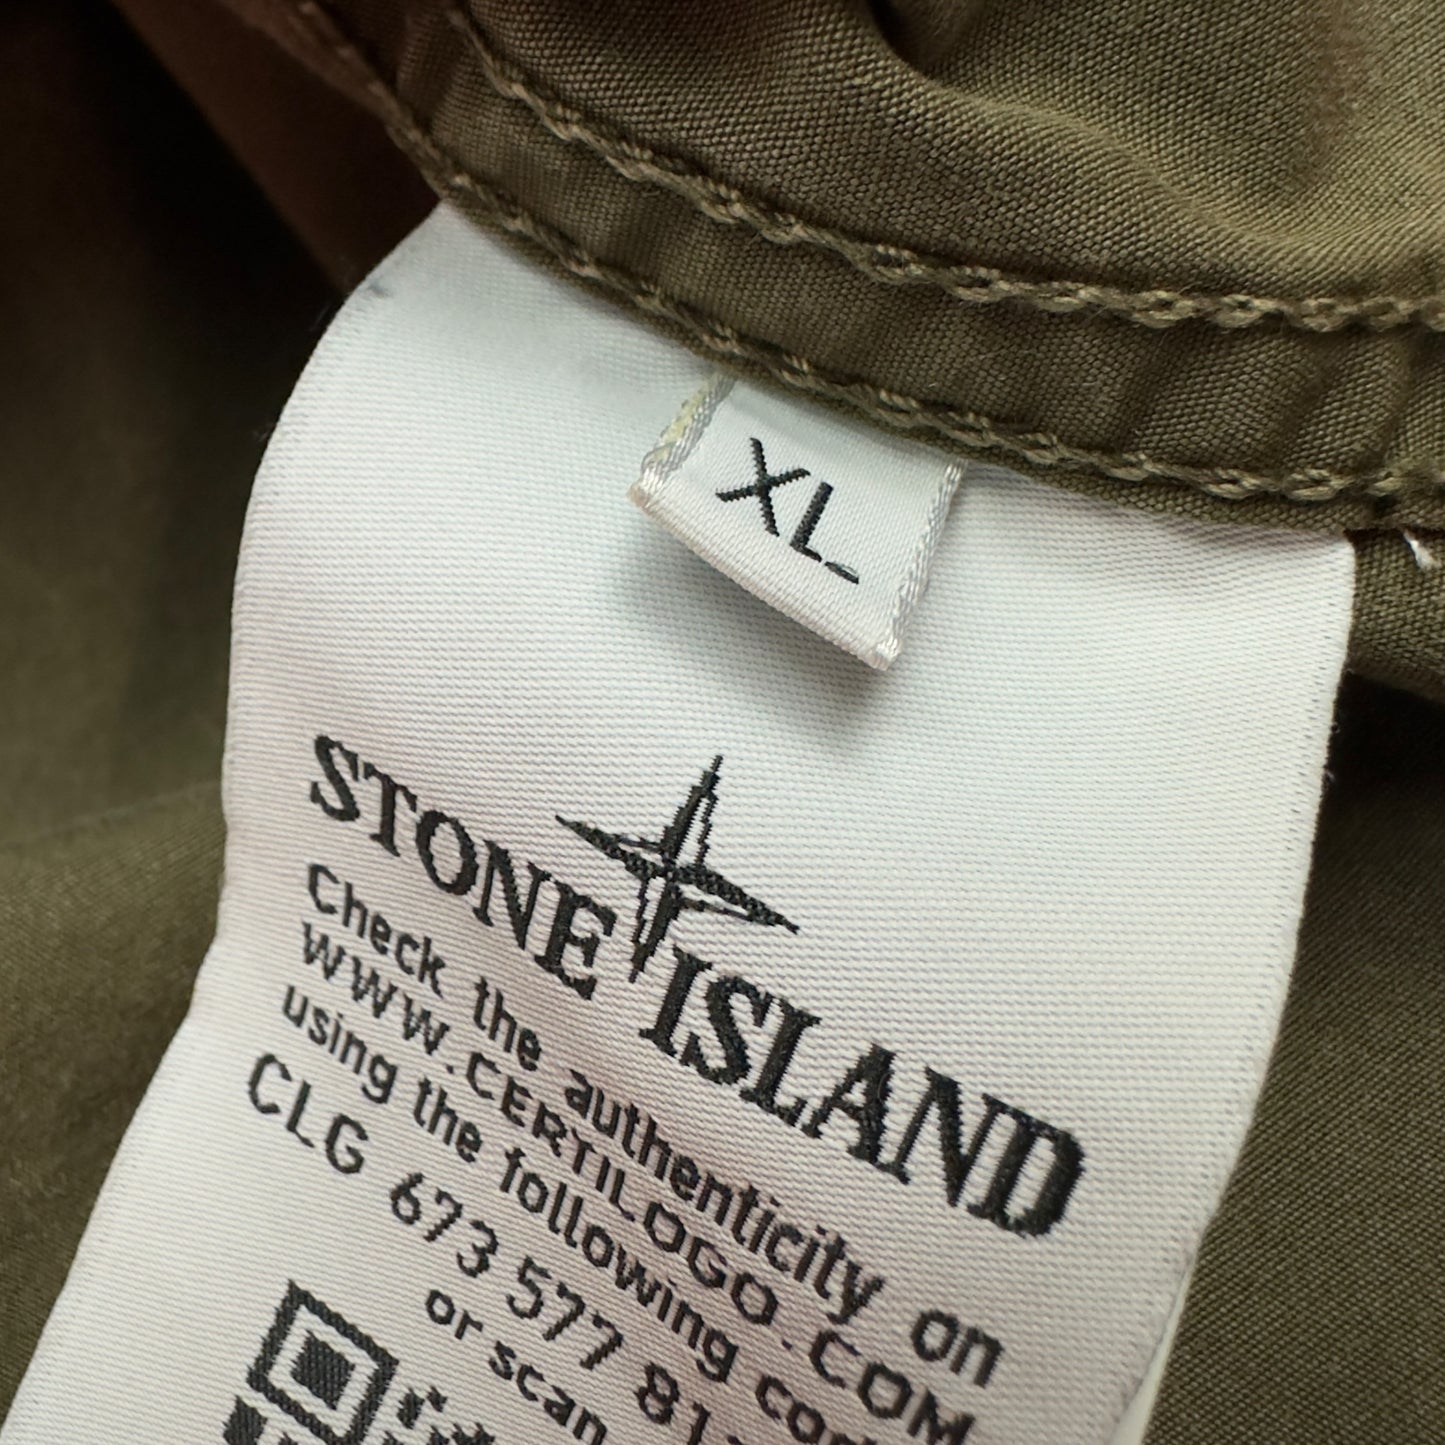 XL
STONE ISLAND
Check the authenticity on
WWW.CERTILOGO.COM
using the following
CLG 673 577 81
or scan